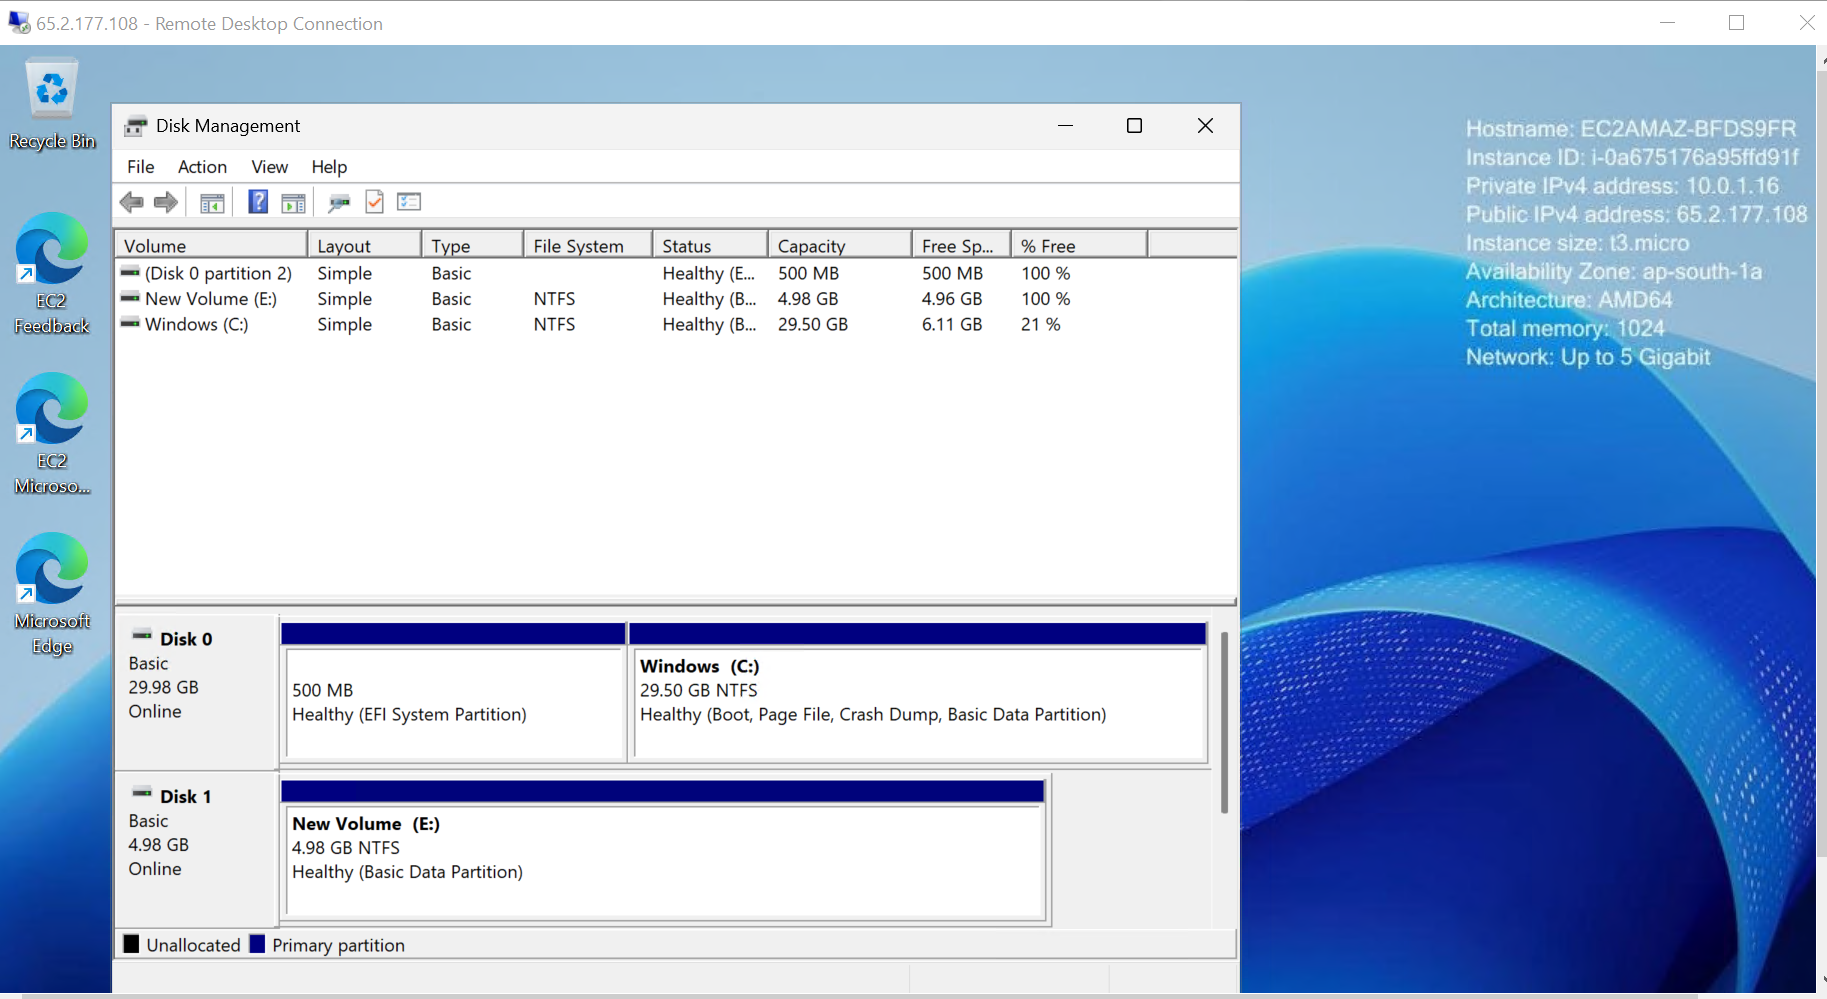 65.2.177.108 - Remote Desktop Connection
Recycle Bin
EC2
Feedback
EC2
Microso...
Microsoft
Edge
Disk Management
File Action View Help
Volume Layout Type File System Status Capacity Free Sp... % Free
(Disk 0 partition 2) Simple Basic Healthy (E... 500 MB 500 MB 100 %
New Volume (E:) Simple Basic NTFS Healthy (B... 4.98 GB 4.96 GB 100 %
Windows (C:) Simple Basic NTFS Healthy (B... 29.50 GB 6.11 GB 21 %
Disk 0
Basic
29.98 GB
Online
500 MB
Healthy (EFI System Partition)
Windows (C:)
29.50 GB NTFS
Healthy (Boot, Page File, Crash Dump, Basic Data Partition)
Disk 1
Basic
4.98 GB
Online
New Volume (E:)
4.98 GB NTFS
Healthy (Basic Data Partition)
Unallocated Primary partition
Hostname: EC2AMAZ-BFDS9FR
Instance ID: i-0a675176a95ffd91f
Private IPv4 address: 10.0.1.16
Public IPv4 address: 65.2.177.108
Instance size: t3.micro
Availability Zone: ap-south-1a
Architecture: AMD64
Total memory: 1024
Network: Up to 5 Gigabit